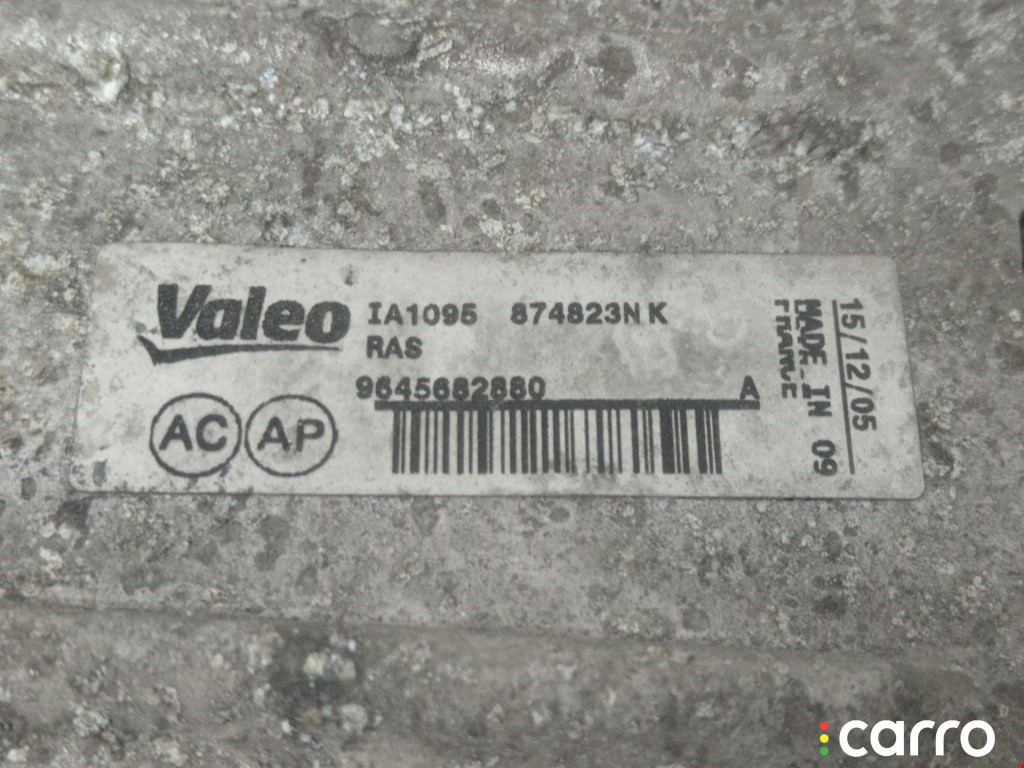 Valeo IA1095 874823N K
RAS
9645682880 A
AC AP
15/12/05
MADE IN 09
FRANCE
carro